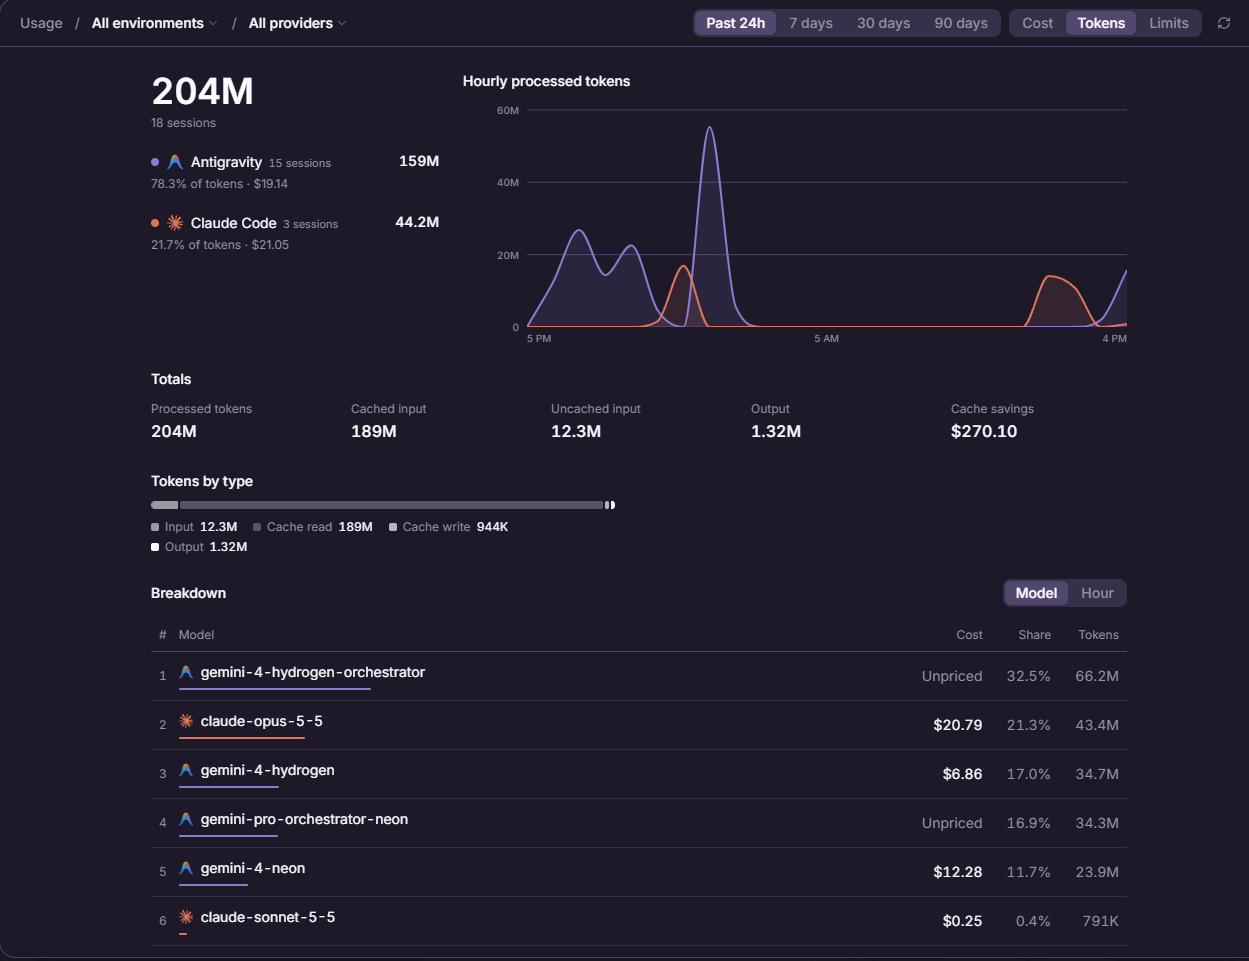 Usage / All environments / All providers
Past 24h 7 days 30 days 90 days Cost Tokens Limits
204M
18 sessions
Antigravity 15 sessions 159M
78.3% of tokens · $19.14
Claude Code 3 sessions 44.2M
21.7% of tokens · $21.05
Hourly processed tokens
60M
40M
20M
0
5 PM 5 AM 4 PM
Totals
Processed tokens Cached input Uncached input Output Cache savings
204M 189M 12.3M 1.32M $270.10
Tokens by type
Input 12.3M Cache read 189M Cache write 944K
Output 1.32M
Breakdown Model Hour
# Model Cost Share Tokens
1 gemini-4-hydrogen-orchestrator Unpriced 32.5% 66.2M
2 claude-opus-5-5 $20.79 21.3% 43.4M
3 gemini-4-hydrogen $6.86 17.0% 34.7M
4 gemini-pro-orchestrator-neon Unpriced 16.9% 34.3M
5 gemini-4-neon $12.28 11.7% 23.9M
6 claude-sonnet-5-5 $0.25 0.4% 791K